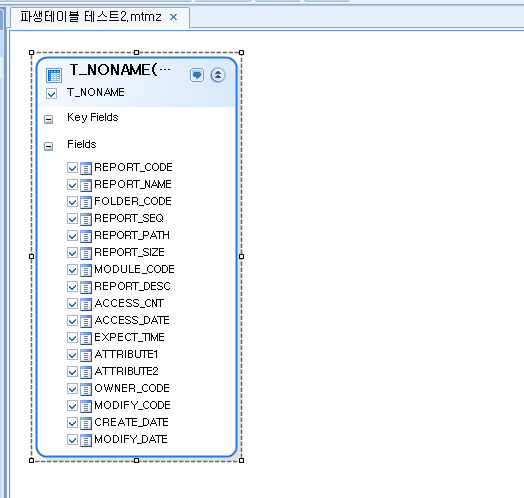 파생테이블 테스트2.mtmz
T_NONAME(...
T_NONAME
Key Fields
Fields
REPORT_CODE
REPORT_NAME
FOLDER_CODE
REPORT_SEQ
REPORT_PATH
REPORT_SIZE
MODULE_CODE
REPORT_DESC
ACCESS_CNT
ACCESS_DATE
EXPECT_TIME
ATTRIBUTE1
ATTRIBUTE2
OWNER_CODE
MODIFY_CODE
CREATE_DATE
MODIFY_DATE